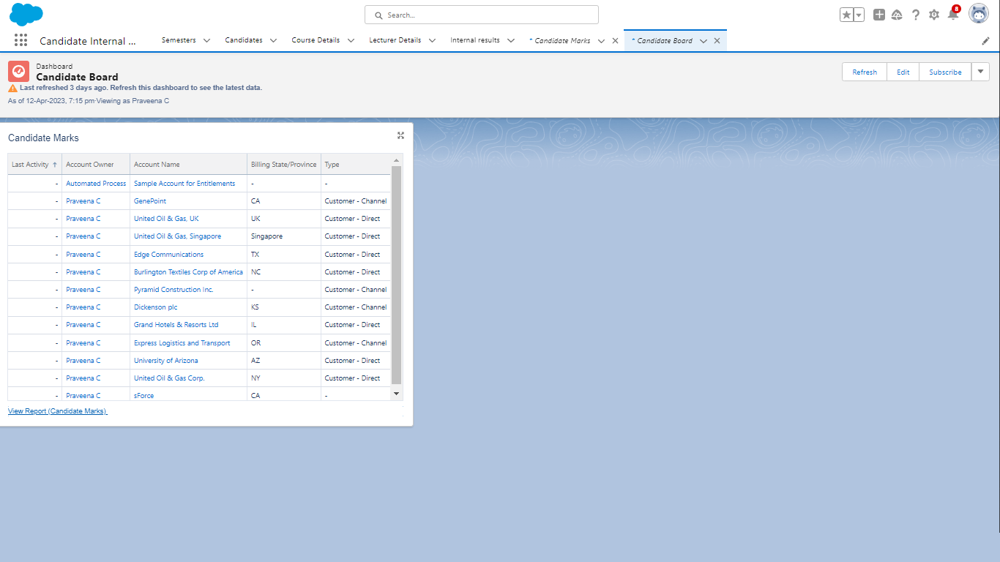 Search...
8
Candidate Internal ... Semesters Candidates Course Details Lecturer Details Internal results * Candidate Marks * Candidate Board
Dashboard
Candidate Board
Last refreshed 3 days ago. Refresh this dashboard to see the latest data.
As of 12-Apr-2023, 7:15 pm·Viewing as Praveena C
Refresh Edit Subscribe
Candidate Marks
Last Activity ↑ Account Owner Account Name Billing State/Province Type
- Automated Process Sample Account for Entitlements - -
- Praveena C GenePoint CA Customer - Channel
- Praveena C United Oil & Gas, UK UK Customer - Direct
- Praveena C United Oil & Gas, Singapore Singapore Customer - Direct
- Praveena C Edge Communications TX Customer - Direct
- Praveena C Burlington Textiles Corp of America NC Customer - Direct
- Praveena C Pyramid Construction Inc. - Customer - Channel
- Praveena C Dickenson plc KS Customer - Channel
- Praveena C Grand Hotels & Resorts Ltd IL Customer - Direct
- Praveena C Express Logistics and Transport OR Customer - Channel
- Praveena C University of Arizona AZ Customer - Direct
- Praveena C United Oil & Gas Corp. NY Customer - Direct
- Praveena C sForce CA -
View Report (Candidate Marks)